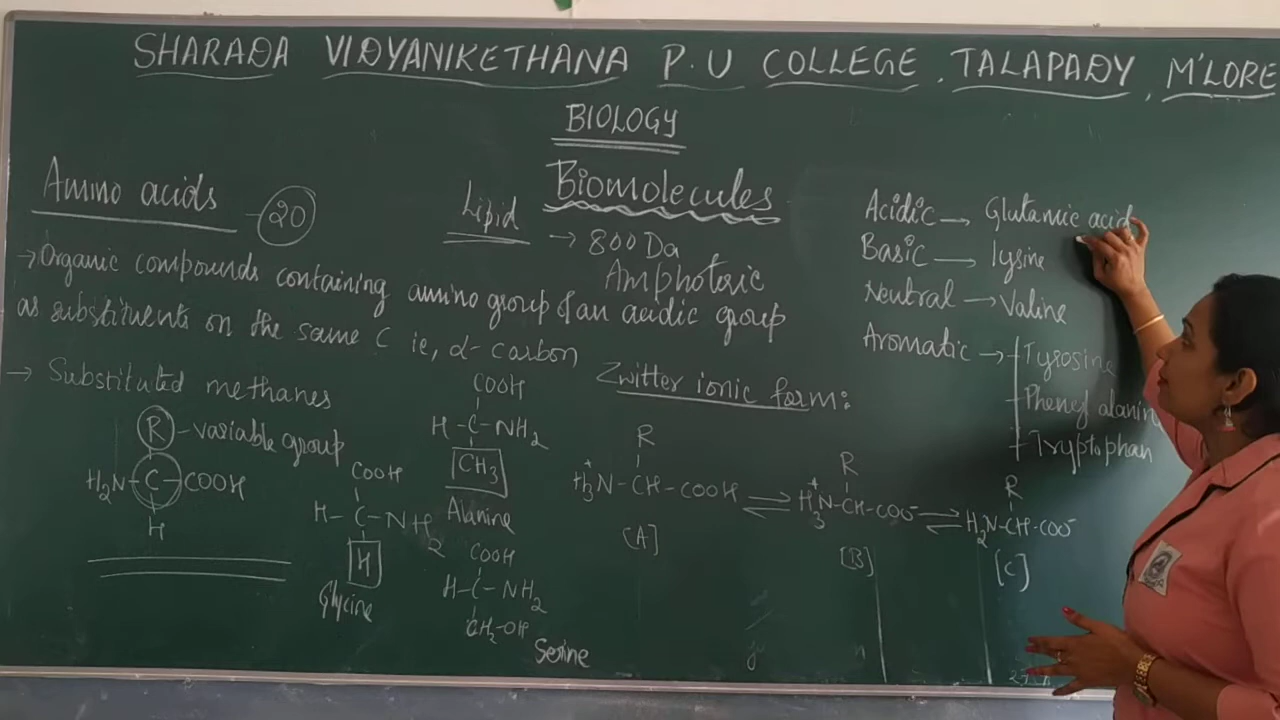 SHARADA VIDYANIKETHANA P.U COLLEGE, TALAPADY, M'LORE
BIOLOGY
Biomolecules
Amino acids - 20
→ Organic compounds containing amino group & an acidic group
as substituents on the same C ie, α- carbon
→ Substituted methanes
R - variable group
H₂N-C-COOH
H
COOH
H-C-NH₂
H
Glycine
COOH
H-C-NH₂
CH₃
Alanine
COOH
H-C-NH₂
CH₂-OH
Serine
Lipid
→ 800 Da
Amphoteric
Zwitter ionic form:
R
H₃⁺N-CH-COOH
[A]
⇌
R
H₃⁺N-CH-COO⁻
[B]
⇌
R
H₂N-CH-COO⁻
[C]
Acidic → Glutamic acid
Basic → lysine
Neutral → Valine
Aromatic → Tyrosine
Phenyl alanin
Tryptophan